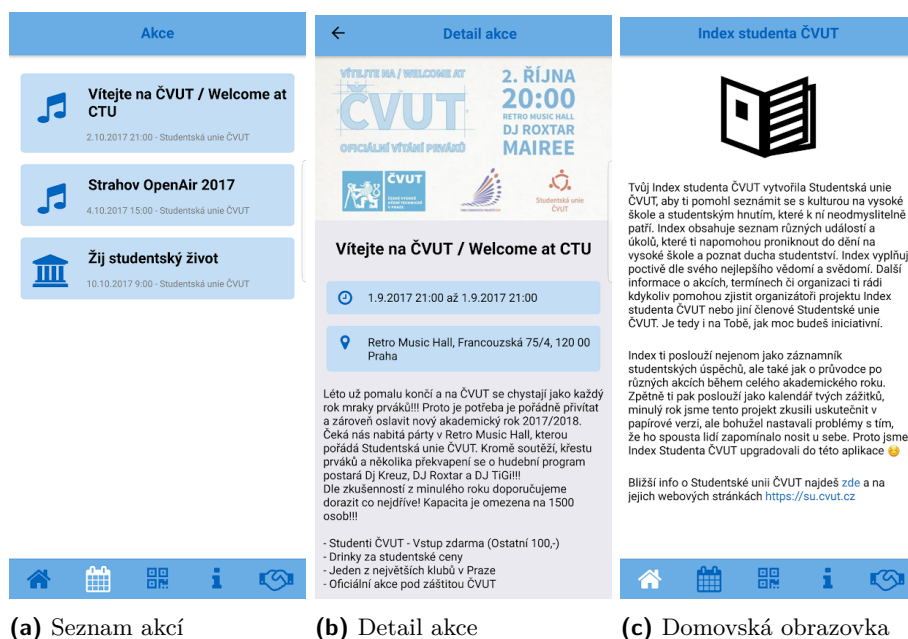 Akce
Vítejte na ČVUT / Welcome at
CTU
2.10.2017 21:00 - Studentská unie ČVUT
Strahov OpenAir 2017
4.10.2017 15:00 - Studentská unie ČVUT
Žij studentský život
10.10.2017 9:00 - Studentská unie ČVUT
(a) Seznam akcí
Detail akce
VÍTEJTE NA / WELCOME AT
ČVUT
OFICIÁLNÍ VÍTÁNÍ PRVÁKŮ
2. ŘÍJNA
20:00
RETRO MUSIC HALL
DJ ROXTAR
MAIREE
ČVUT
ČESKÉ VYSOKÉ
UČENÍ TECHNICKÉ
V PRAZE
Studentská unie
ČVUT
Vítejte na ČVUT / Welcome at CTU
1.9.2017 21:00 až 1.9.2017 21:00
Retro Music Hall, Francouzská 75/4, 120 00
Praha
Léto už pomalu končí a na ČVUT se chystají jako každý
rok mraky prváků!!! Proto je potřeba je pořádně přivítat
a zároveň oslavit nový akademický rok 2017/2018.
Čeká nás nabitá párty v Retro Music Hall, kterou
pořádá Studentská unie ČVUT. Kromě soutěží, křestu
prváků a několika překvapení se o hudební program
postará Dj Kreuz, DJ Roxtar a DJ TiGi!!!
Dle zkušenností z minulého roku doporučujeme
dorazit co nejdříve! Kapacita je omezena na 1500
osob!!!
- Studenti ČVUT - Vstup zdarma (Ostatní 100,-)
- Drinky za studentské ceny
- Jeden z největších klubů v Praze
- Oficiální akce pod záštitou ČVUT
(b) Detail akce
Index studenta ČVUT
Tvůj Index studenta ČVUT vytvořila Studentská unie
ČVUT, aby ti pomohl seznámit se s kulturou na vysoké
škole a studentským hnutím, které k ní neodmyslitelně
patří. Index obsahuje seznam různých událostí a
úkolů, které ti napomohou proniknout do dění na
vysoké škole a poznat ducha studentství. Index vyplňuj
poctivě dle svého nejlepšího vědomí a svědomí. Další
informace o akcích, termínech či organizaci ti rádi
kdykoliv pomohou zjistit organizátoři projektu Index
studenta ČVUT nebo jiní členové Studentské unie
ČVUT. Je tedy i na Tobě, jak moc budeš iniciativní.
Index ti poslouží nejenom jako záznamník
studentských úspěchů, ale také jak o průvodce po
různých akcích během celého akademického roku.
Zpětně ti pak poslouží jako kalendář tvých zážitků,
minulý rok jsme tento projekt zkusili uskutečnit v
papírové verzi, ale bohužel nastavali problémy s tím,
že ho spousta lidí zapomínalo nosit u sebe. Proto jsme
Index Studenta ČVUT upgradovali do této aplikace 😊
Bližší info o Studentské unii ČVUT najdeš zde a na
jejich webových stránkách https://su.cvut.cz
(c) Domovská obrazovka